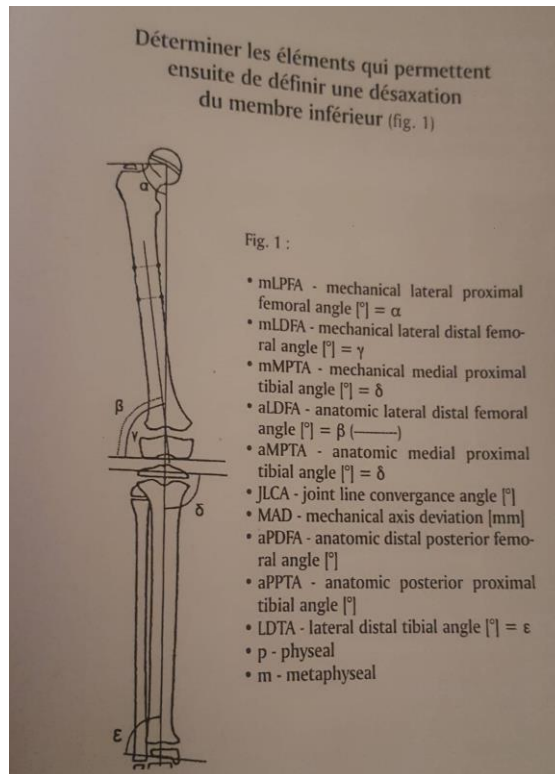 Déterminer les éléments qui permettent
ensuite de définir une désaxation
du membre inférieur (fig. 1)
α
β
γ
δ
ε
Fig. 1 :
• mLPFA - mechanical lateral proximal
femoral angle [°] = α
• mLDFA - mechanical lateral distal femo-
ral angle [°] = γ
• mMPTA - mechanical medial proximal
tibial angle [°] = δ
• aLDFA - anatomic lateral distal femoral
angle [°] = β (———)
• aMPTA - anatomic medial proximal
tibial angle [°] = δ
• JLCA - joint line convergance angle [°]
• MAD - mechanical axis deviation [mm]
• aPDFA - anatomic distal posterior femo-
ral angle [°]
• aPPTA - anatomic posterior proximal
tibial angle [°]
• LDTA - lateral distal tibial angle [°] = ε
• p - physeal
• m - metaphyseal